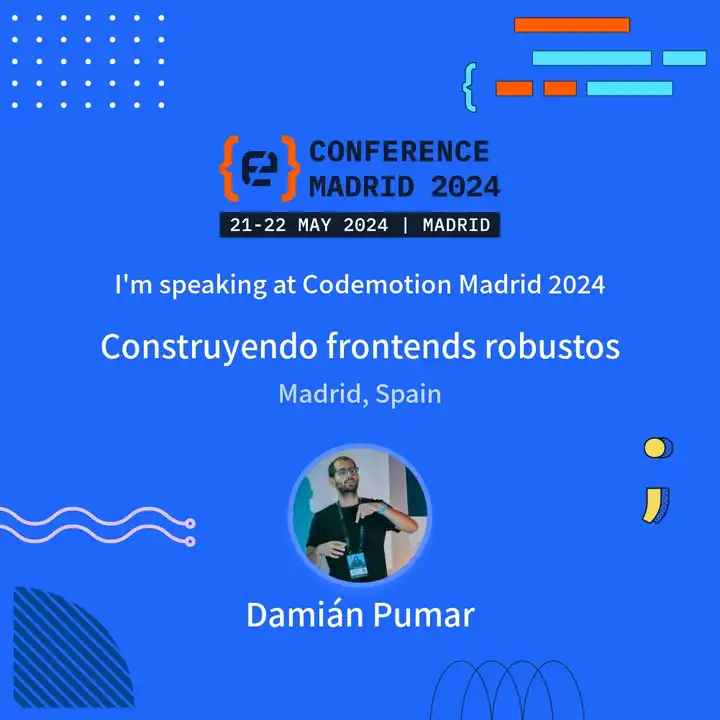 CONFERENCE
MADRID 2024
21-22 MAY 2024 | MADRID
I'm speaking at Codemotion Madrid 2024
Construyendo frontends robustos
Madrid, Spain
Damián Pumar